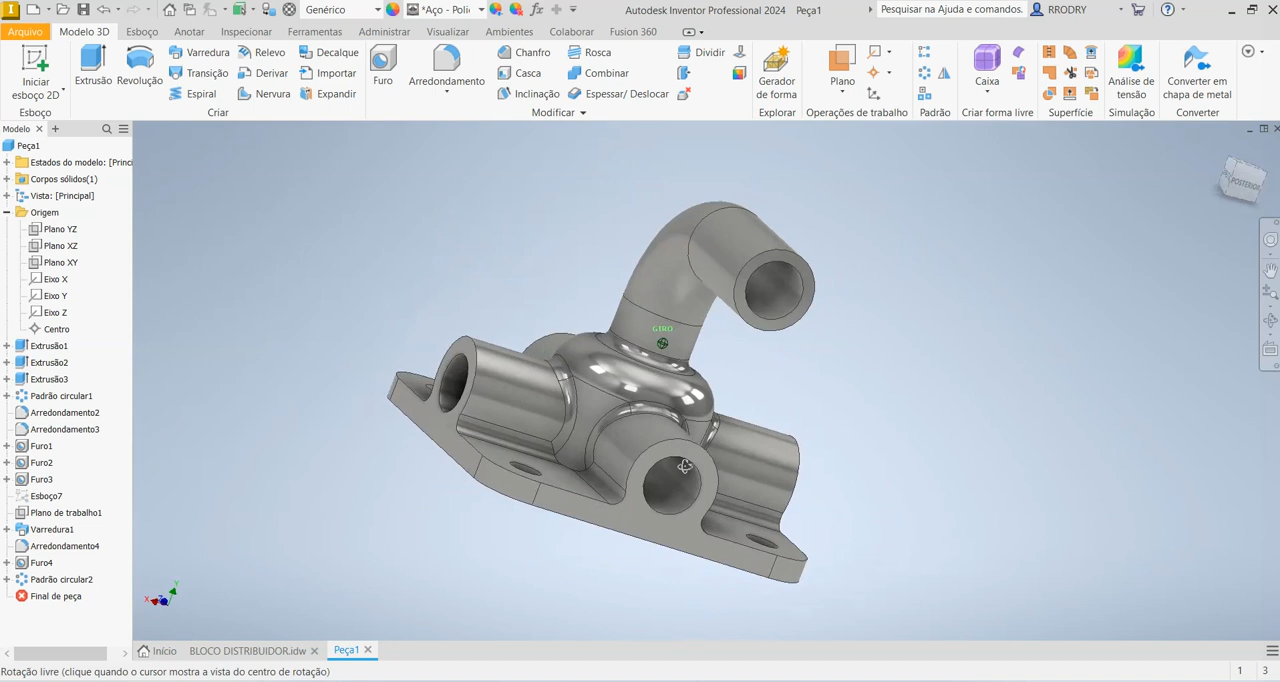 Genérico
*Aço - Poli
Autodesk Inventor Professional 2024 Peça1
Pesquisar na Ajuda e comandos.
RRODRY
Arquivo Modelo 3D Esboço Anotar Inspecionar Ferramentas Administrar Visualizar Ambientes Colaborar Fusion 360
Iniciar
esboço 2D
Extrusão
Revolução
Varredura Relevo Decalque
Transição Derivar Importar
Espiral Nervura Expandir
Furo
Arredondamento
Chanfro Rosca
Casca Combinar
Inclinação Espessar/ Deslocar
Dividir
Gerador
de forma
Plano
Caixa
Análise de
tensão
Converter em
chapa de metal
Esboço Criar Modificar Explorar Operações de trabalho Padrão Criar forma livre Superfície Simulação Converter
Modelo
Peça1
Estados do modelo: [Princ
Corpos sólidos(1)
Vista: [Principal]
Origem
Plano YZ
Plano XZ
Plano XY
Eixo X
Eixo Y
Eixo Z
Centro
Extrusão1
Extrusão2
Extrusão3
Padrão circular1
Arredondamento2
Arredondamento3
Furo1
Furo2
Furo3
Esboço7
Plano de trabalho1
Varredura1
Arredondamento4
Furo4
Padrão circular2
Final de peça
POSTERIOR
GIRO
X
Z
Y
Início BLOCO DISTRIBUIDOR.idw Peça1
Rotação livre (clique quando o cursor mostra a vista do centro de rotação)
1 3